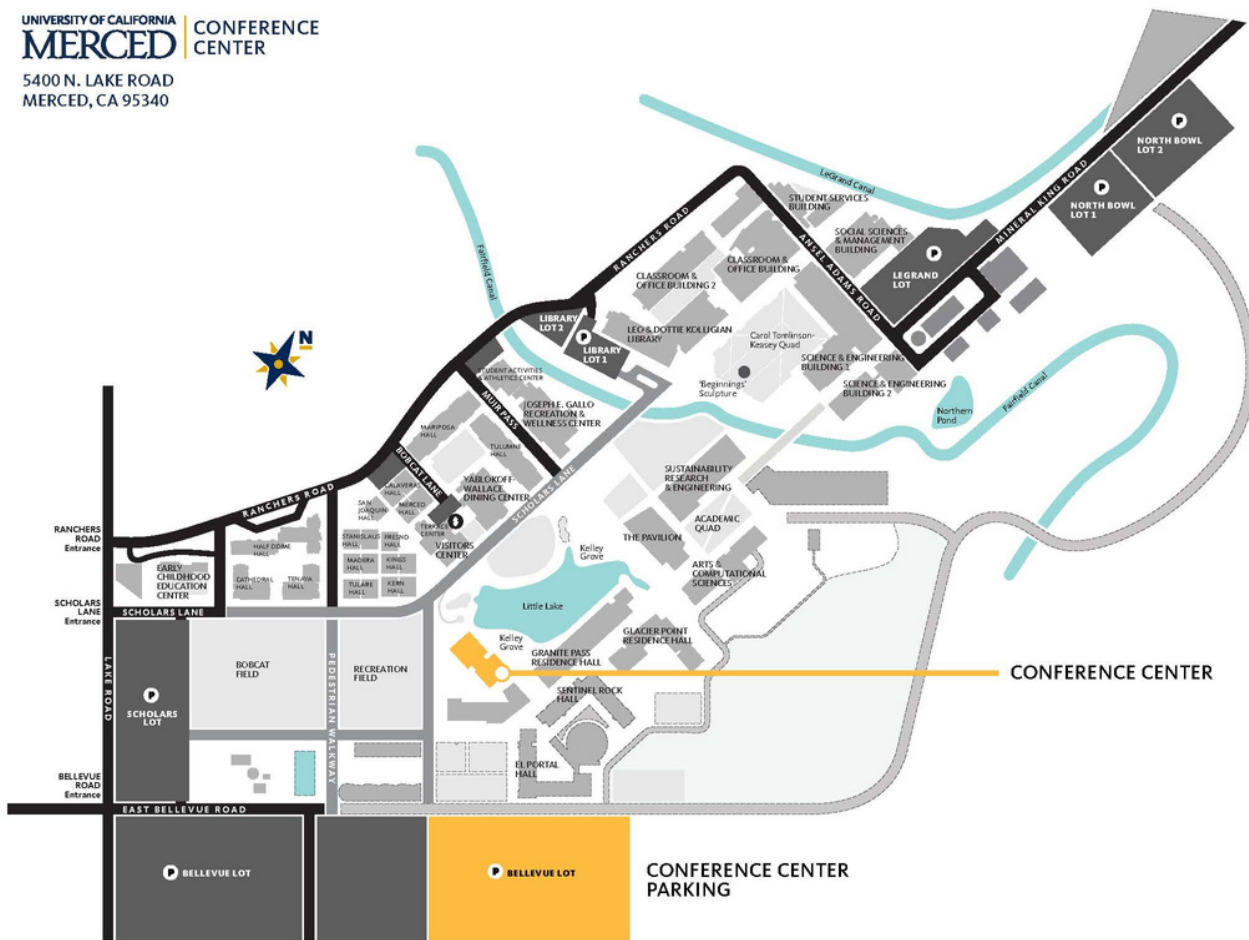 UNIVERSITY OF CALIFORNIA
MERCED
CONFERENCE
CENTER
5400 N. LAKE ROAD
MERCED, CA 95340
N
P
NORTH BOWL
LOT 2
P
NORTH BOWL
LOT 1
MINERAL KING ROAD
LeGrand Canal
STUDENT SERVICES
BUILDING
SOCIAL SCIENCES
& MANAGEMENT
BUILDING
P
LEGRAND
LOT
ANSEL ADAMS ROAD
RANCHERS ROAD
CLASSROOM &
OFFICE BUILDING
CLASSROOM &
OFFICE BUILDING 2
Fairfield Canal
LIBRARY
LOT 2
P
LIBRARY
LOT 1
LEO & DOTTIE KOLLIGIAN
LIBRARY
Carol Tomlinson-
Keasey Quad
'Beginnings'
Sculpture
SCIENCE & ENGINEERING
BUILDING 1
SCIENCE & ENGINEERING
BUILDING 2
Northern
Pond
Fairfield Canal
STUDENT ACTIVITIES
& ATHLETICS CENTER
MUIR PASS
JOSEPH E. GALLO
RECREATION &
WELLNESS CENTER
MARIPOSA
HALL
TULUMNE
HALL
BOBCAT LANE
YABLOKOFF-
WALLACE
DINING CENTER
SCHOLARS LANE
CALAVERAS
HALL
SAN
JOAQUIN
HALL
MERCED
HALL
TERRACE
CENTER
VISITORS
CENTER
STANISLAUS
HALL
FRESNO
HALL
MADERA
HALL
KINGS
HALL
TULARE
HALL
KERN
HALL
SUSTAINABILITY
RESEARCH
& ENGINEERING
ACADEMIC
QUAD
THE PAVILION
ARTS &
COMPUTATIONAL
SCIENCES
Kelley
Grove
Little Lake
Kelley
Grove
GLACIER POINT
RESIDENCE HALL
GRANITE PASS
RESIDENCE HALL
SENTINEL ROCK
HALL
EL PORTAL
HALL
RANCHERS ROAD
RANCHERS
ROAD
Entrance
HALF DOME
HALL
EARLY
CHILDHOOD
EDUCATION
CENTER
CATHEDRAL
HALL
TENAYA
HALL
SCHOLARS
LANE
Entrance
SCHOLARS LANE
LAKE ROAD
P
SCHOLARS
LOT
BOBCAT
FIELD
PEDESTRIAN WALKWAY
RECREATION
FIELD
CONFERENCE CENTER
BELLEVUE
ROAD
Entrance
EAST BELLEVUE ROAD
P BELLEVUE LOT
P BELLEVUE LOT
CONFERENCE CENTER
PARKING